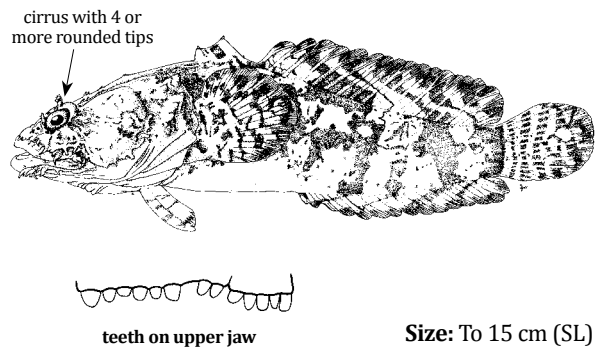 cirrus with 4 or
more rounded tips
teeth on upper jaw
Size: To 15 cm (SL)